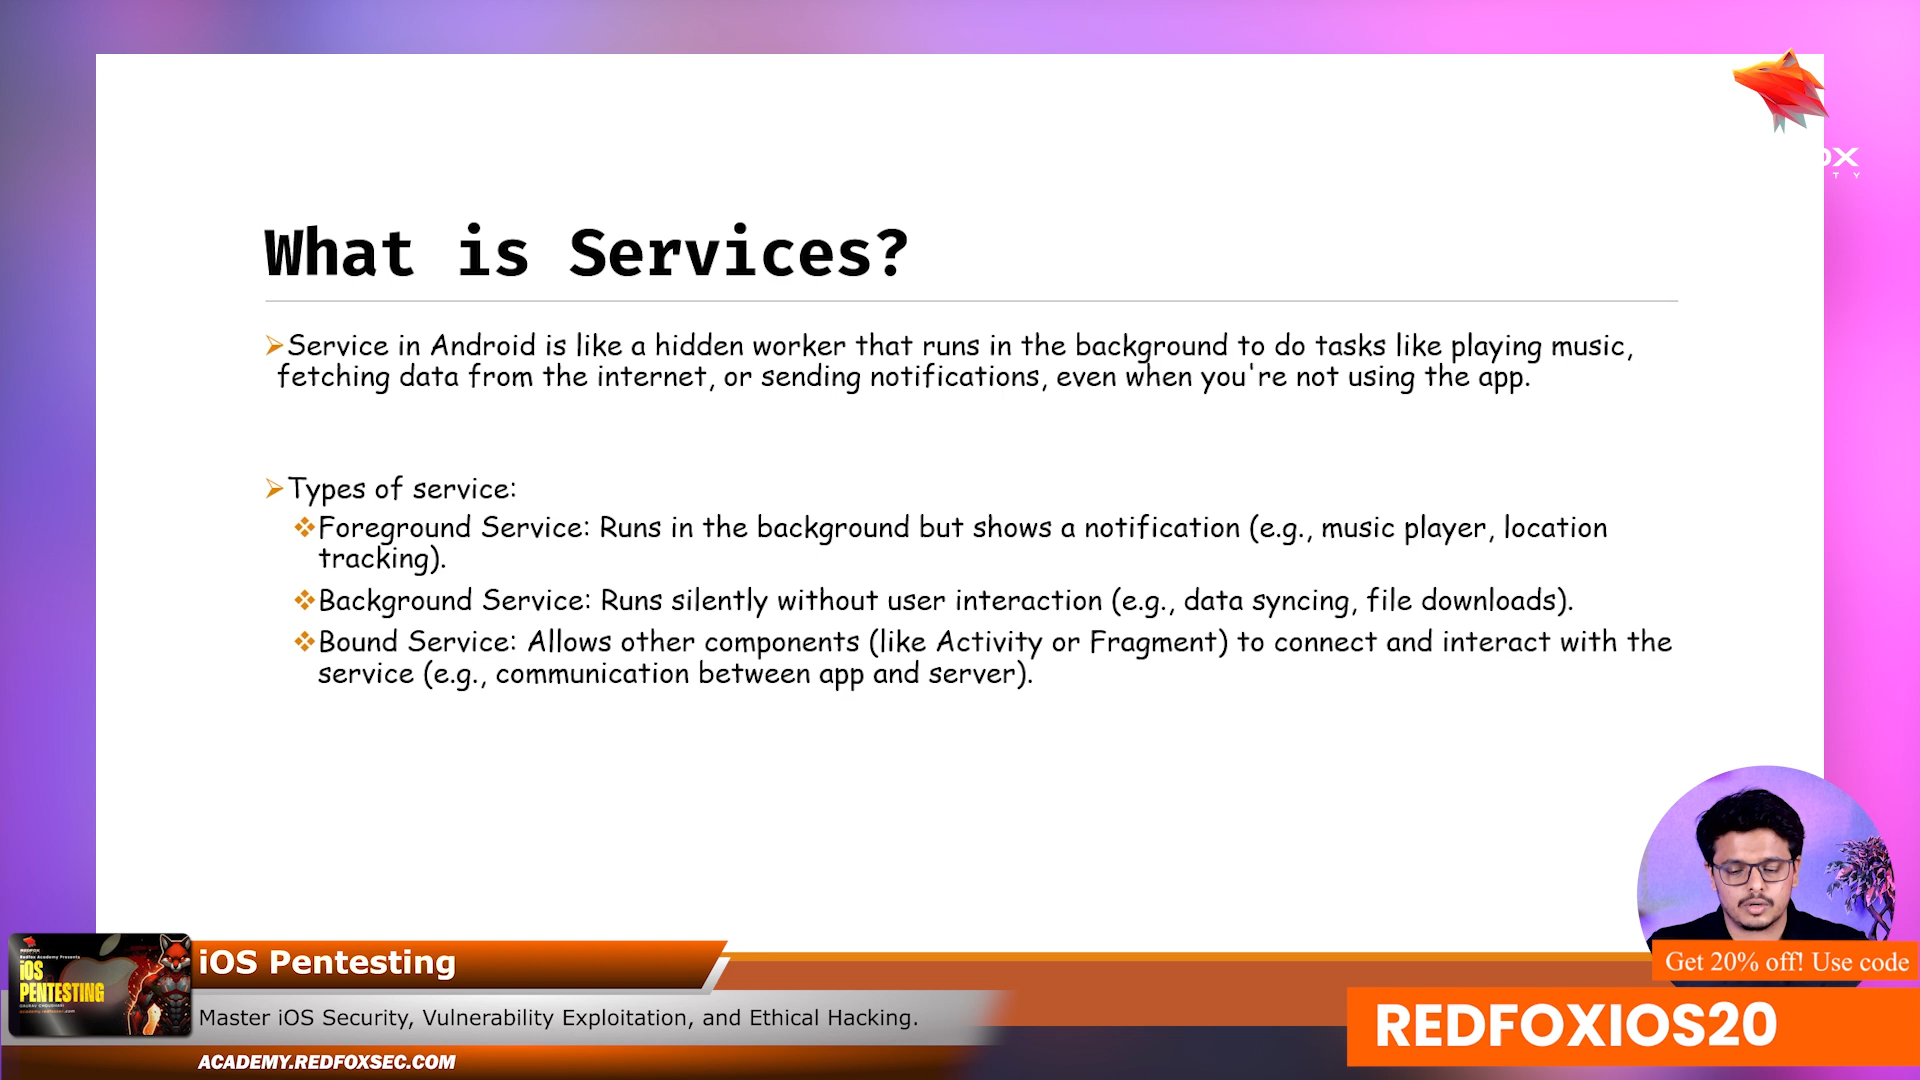 OX
T Y
What is Services?
➢Service in Android is like a hidden worker that runs in the background to do tasks like playing music,
fetching data from the internet, or sending notifications, even when you're not using the app.
➢Types of service:
❖Foreground Service: Runs in the background but shows a notification (e.g., music player, location
tracking).
❖Background Service: Runs silently without user interaction (e.g., data syncing, file downloads).
❖Bound Service: Allows other components (like Activity or Fragment) to connect and interact with the
service (e.g., communication between app and server).
REDFOX
Redfox Academy Presents
iOS
PENTESTING
iOS Pentesting
Master iOS Security, Vulnerability Exploitation, and Ethical Hacking.
ACADEMY.REDFOXSEC.COM
Get 20% off! Use code
REDFOXIOS20